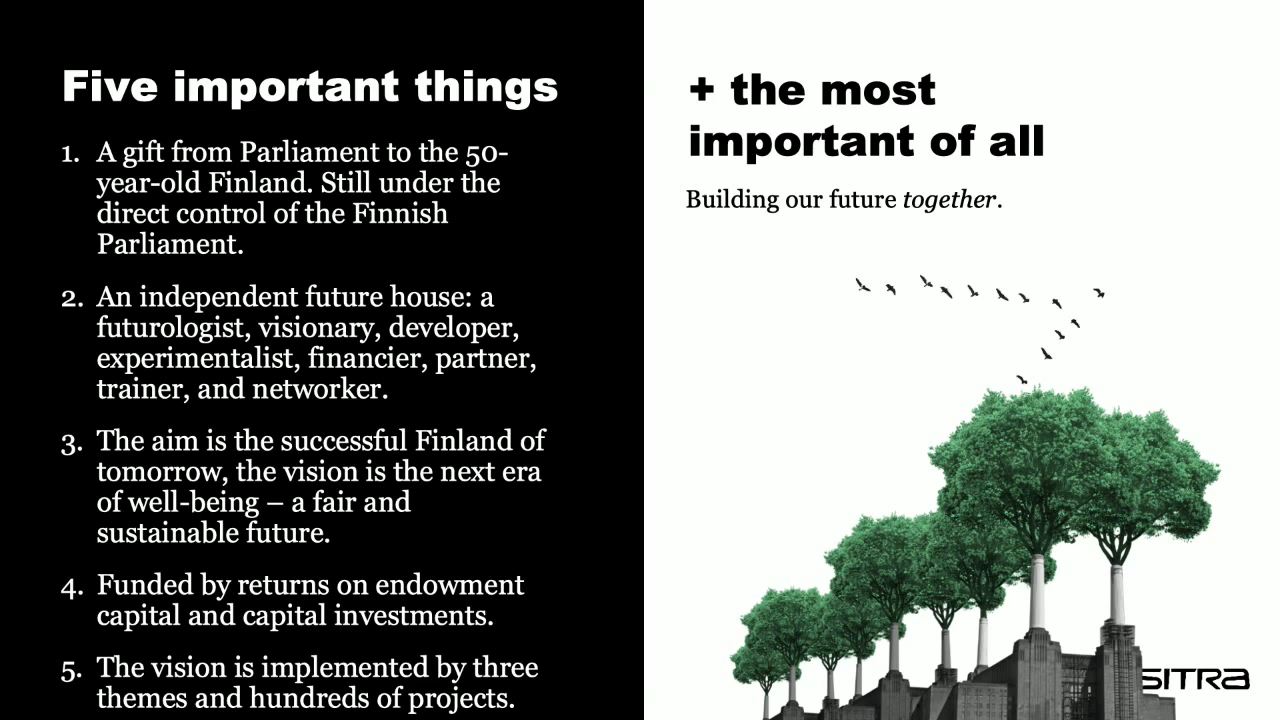 Five important things
1. A gift from Parliament to the 50-
year-old Finland. Still under the
direct control of the Finnish
Parliament.
2. An independent future house: a
futurologist, visionary, developer,
experimentalist, financier, partner,
trainer, and networker.
3. The aim is the successful Finland of
tomorrow, the vision is the next era
of well-being – a fair and
sustainable future.
4. Funded by returns on endowment
capital and capital investments.
5. The vision is implemented by three
themes and hundreds of projects.
+ the most
important of all
Building our future together.
SITRA